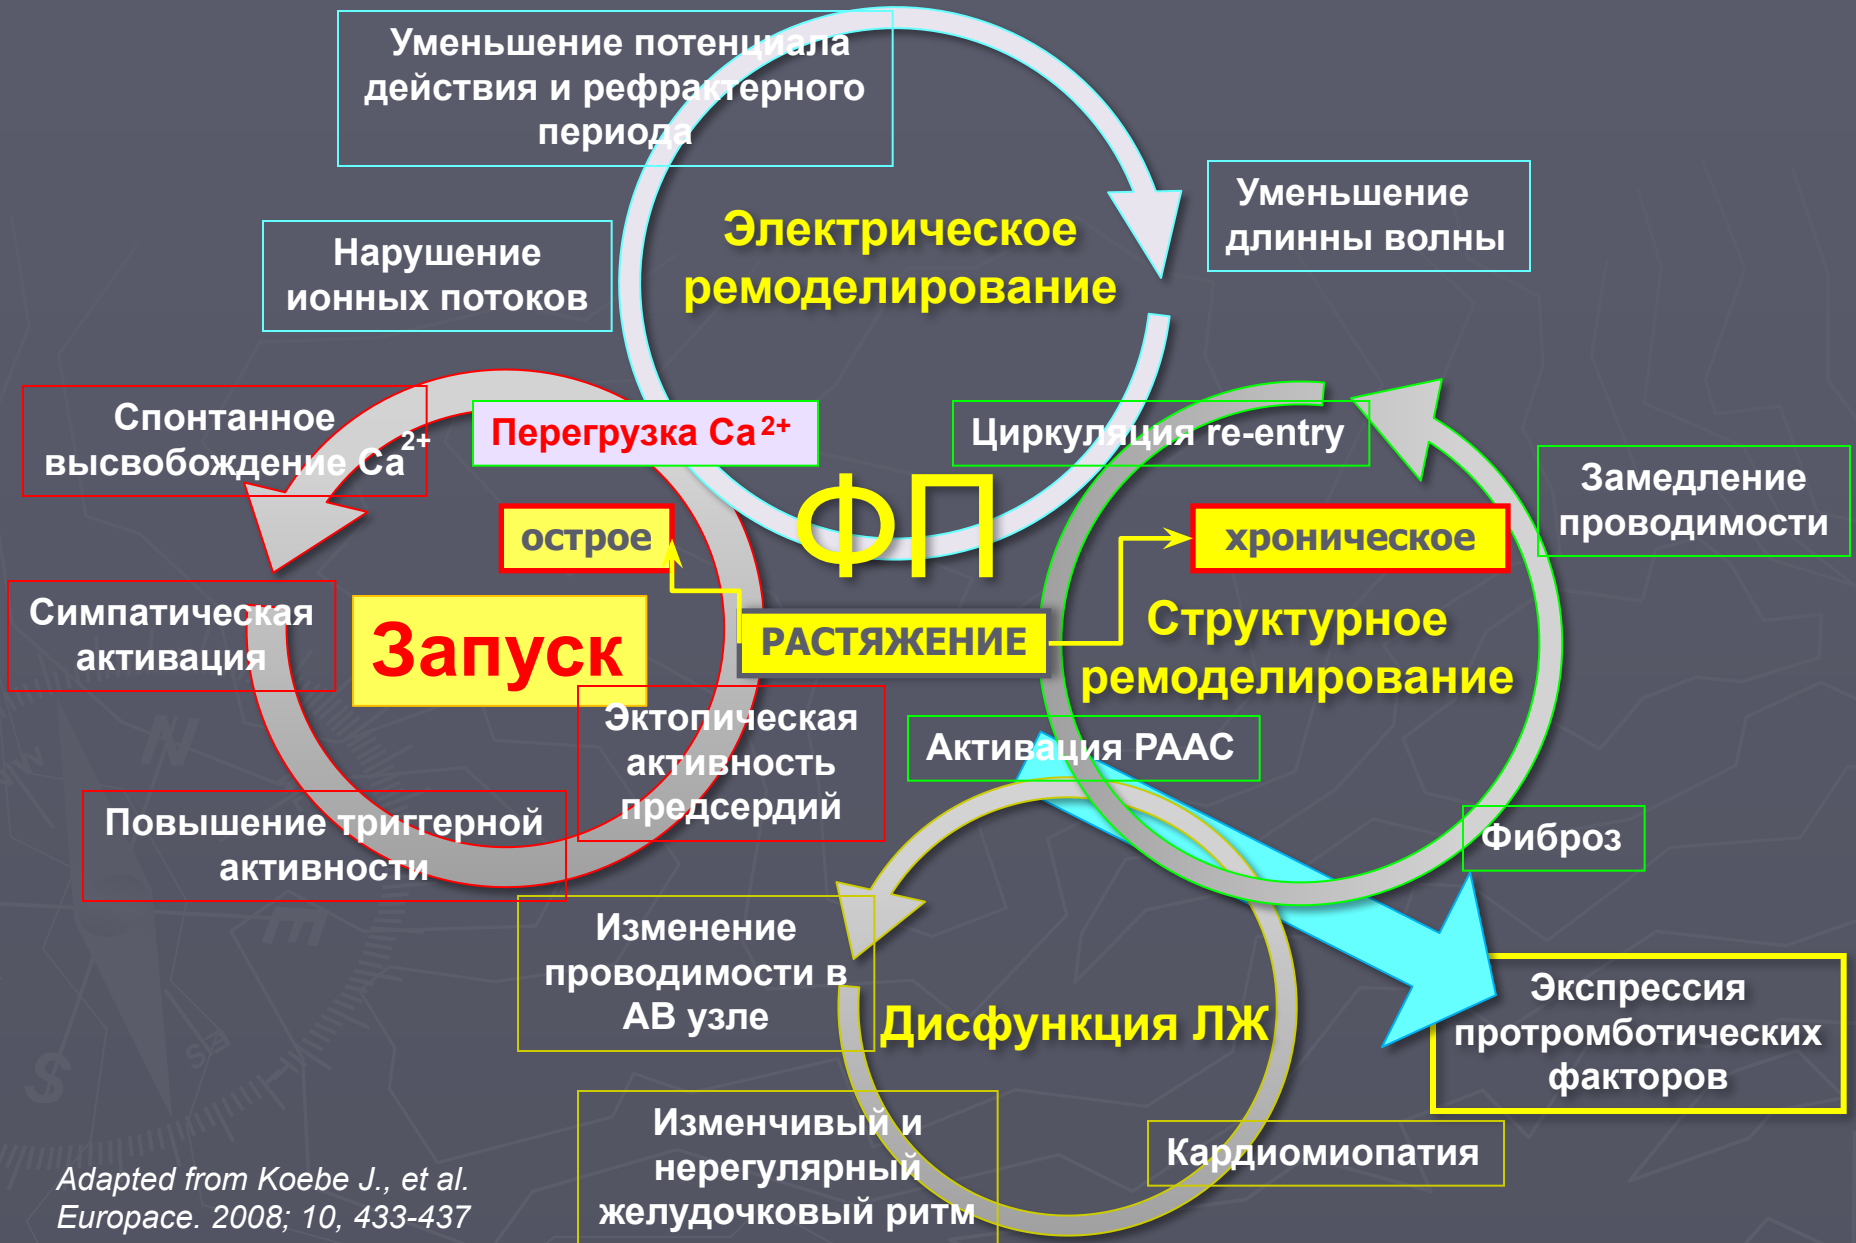 Уменьшение потенциала
действия и рефрактерного
периода
Уменьшение
длинны волны
Электрическое
ремоделирование
Нарушение
ионных потоков
Спонтанное
высвобождение Ca2+
Перегрузка Ca2+
Циркуляция re-entry
Замедление
проводимости
ФП
острое
хроническое
Симпатическая
активация
Запуск
РАСТЯЖЕНИЕ
Структурное
ремоделирование
Эктопическая
активность
предсердий
Активация РААС
Повышение триггерной
активности
Фиброз
Изменение
проводимости в
АВ узле
Дисфункция ЛЖ
Экспрессия
протромботических
факторов
Изменчивый и
нерегулярный
желудочковый ритм
Кардиомиопатия
Adapted from Koebe J., et al.
Europace. 2008; 10, 433-437
N
E
S